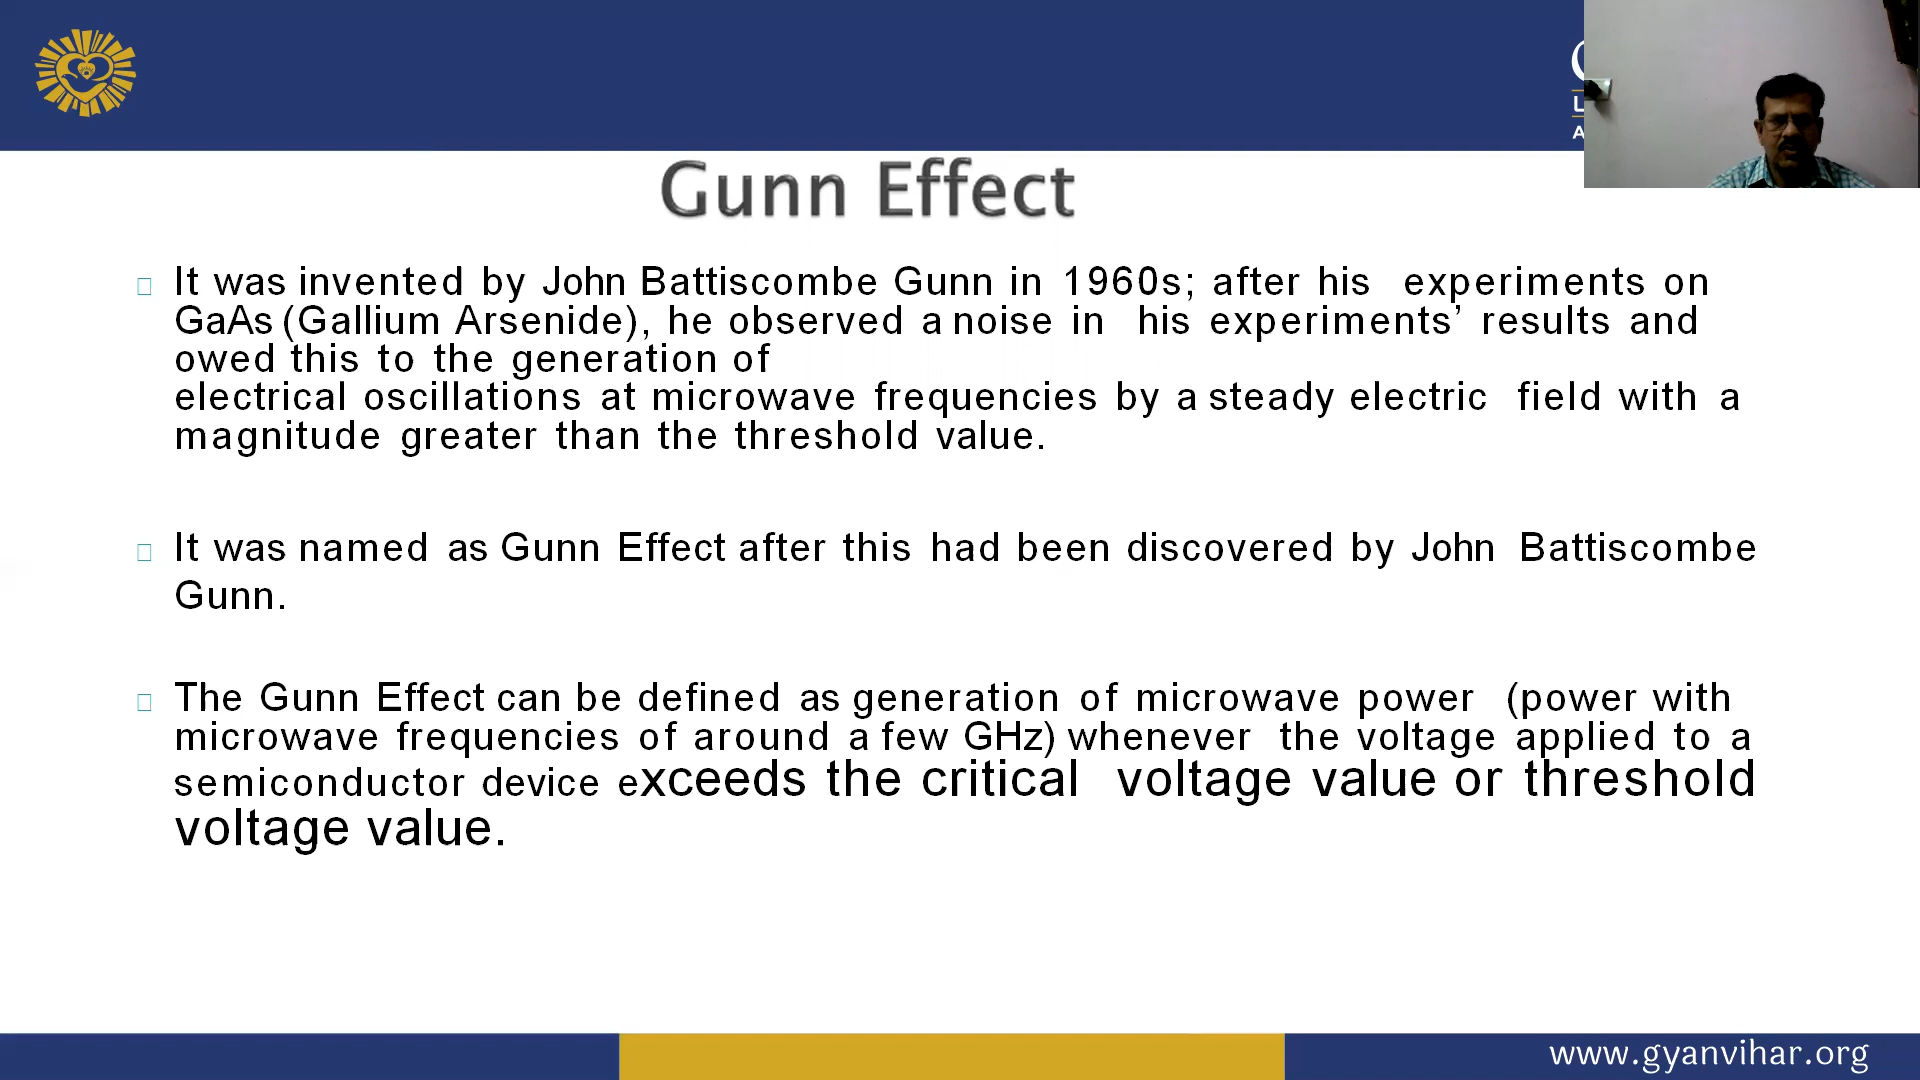 Gunn Effect
It was invented by John Battiscombe Gunn in 1960s; after his experiments on
GaAs (Gallium Arsenide), he observed a noise in his experiments’ results and
owed this to the generation of
electrical oscillations at microwave frequencies by a steady electric field with a
magnitude greater than the threshold value.
It was named as Gunn Effect after this had been discovered by John Battiscombe
Gunn.
The Gunn Effect can be defined as generation of microwave power (power with
microwave frequencies of around a few GHz) whenever the voltage applied to a
semiconductor device exceeds the critical voltage value or threshold
voltage value.
www.gyanvihar.org